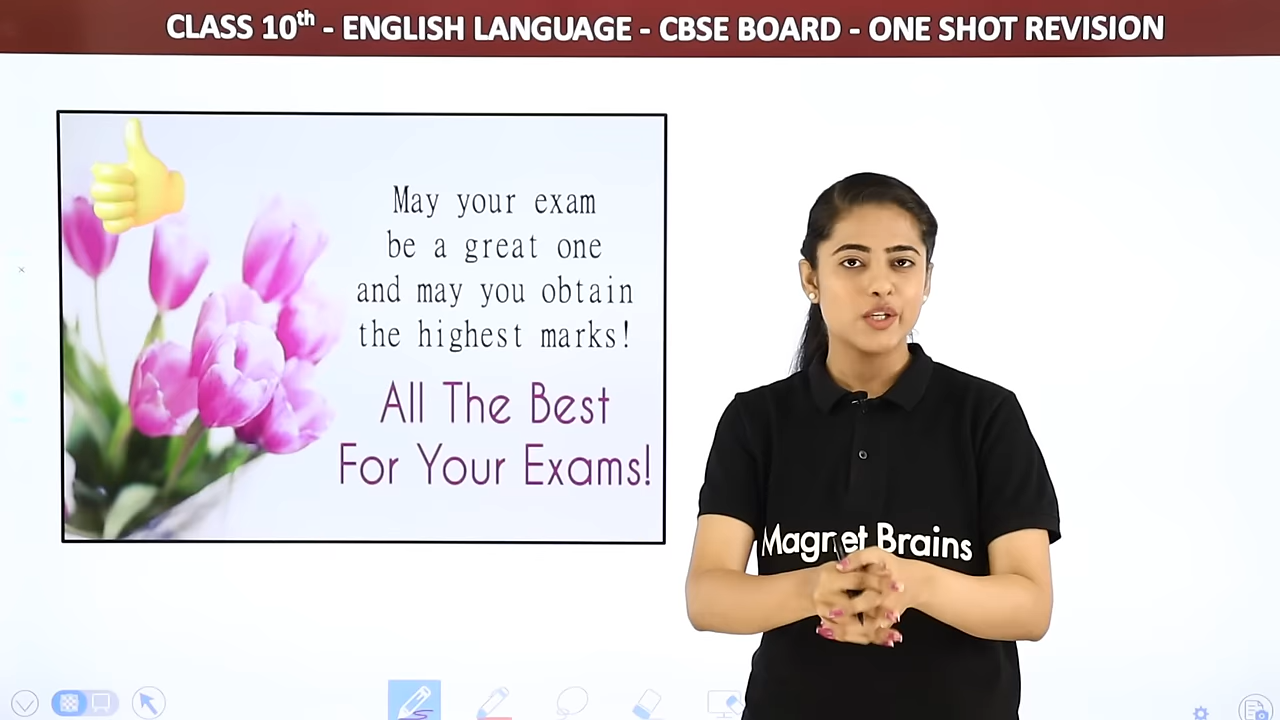 CLASS 10th - ENGLISH LANGUAGE - CBSE BOARD - ONE SHOT REVISION
May your exam
be a great one
and may you obtain
the highest marks!
All The Best
For Your Exams!
Magnet Brains